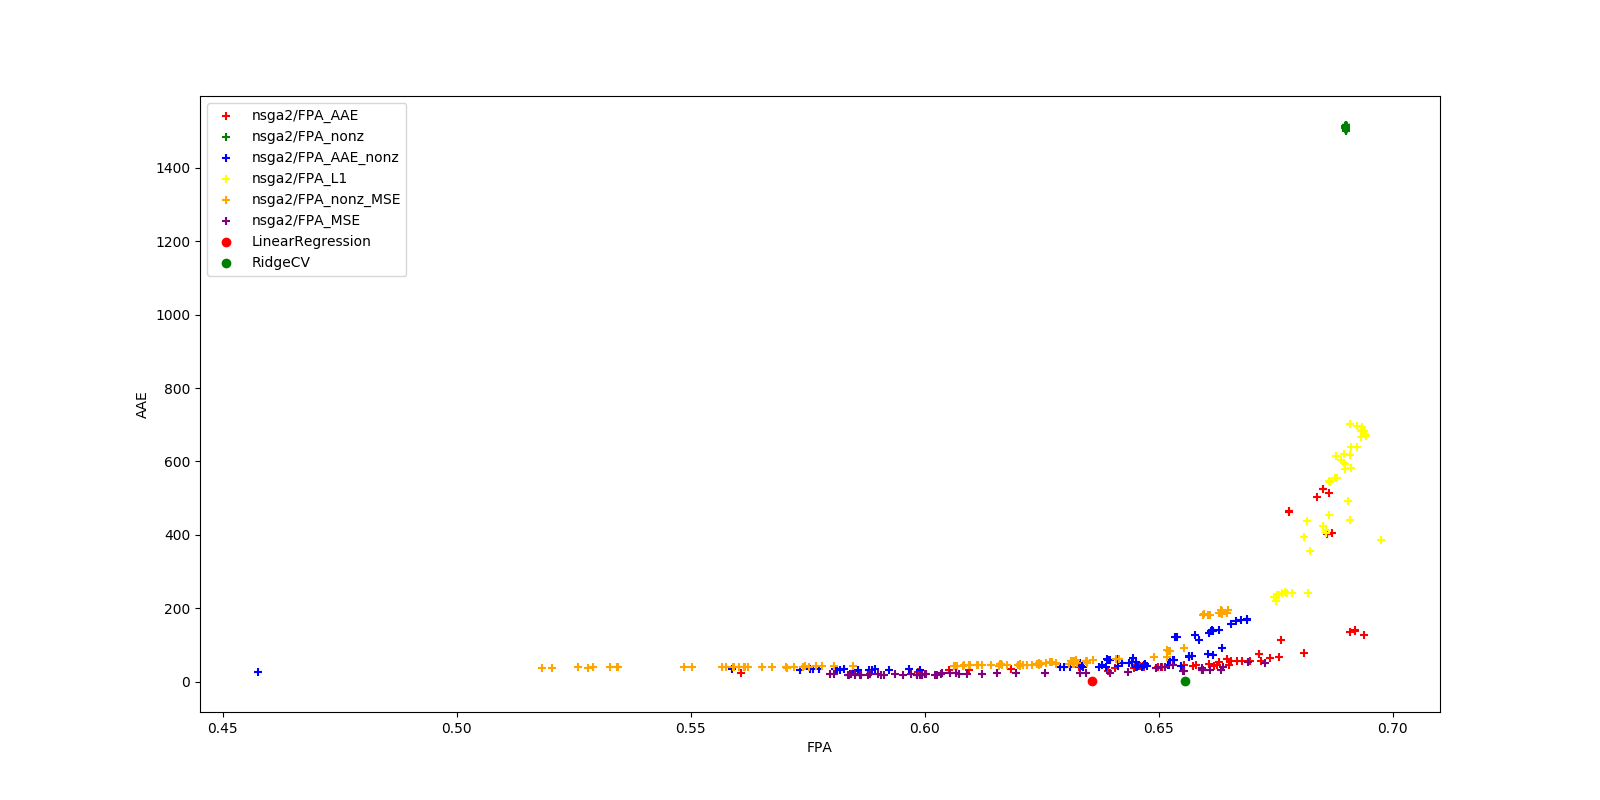 nsga2/FPA_AAE
nsga2/FPA_nonz
nsga2/FPA_AAE_nonz
nsga2/FPA_L1
nsga2/FPA_nonz_MSE
nsga2/FPA_MSE
LinearRegression
RidgeCV
1400
1200
1000
800
600
400
200
0
AAE
0.45 0.50 0.55 0.60 0.65 0.70
FPA